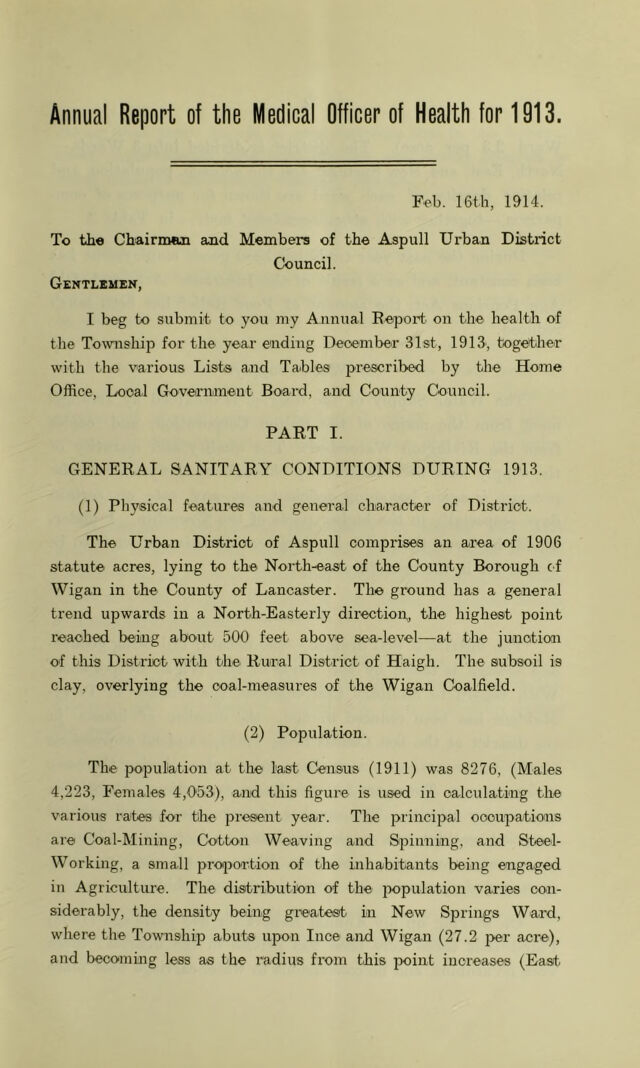 Annual Report of the Medical Officer of Health for 1913.
Feb. 16th, 1914.
To the Chairman and Members of the Aspull Urban District
Council.
GENTLEMEN,
I beg to submit to you my Annual Report on the health of
the Township for the year ending December 31st, 1913, together
with the various Lists and Tables prescribed by the Home
Office, Local Government Board, and County Council.
PART I.
GENERAL SANITARY CONDITIONS DURING 1913.
(1) Physical features and general character of District.
The Urban District of Aspull comprises an area of 1906
statute acres, lying to the North-east of the County Borough of
Wigan in the County of Lancaster. The ground has a general
trend upwards in a North-Easterly direction, the highest point
reached being about 500 feet above sea-level—at the junction
of this District with the Rural District of Haigh. The subsoil is
clay, overlying the coal-measures of the Wigan Coalfield.
(2) Population.
The population at the last Census (1911) was 8276, (Males
4,223, Females 4,053), and this figure is used in calculating the
various rates for the present year. The principal occupations
are Coal-Mining, Cotton Weaving and Spinning, and Steel-
Working, a small proportion of the inhabitants being engaged
in Agriculture. The distribution of the population varies con-
siderably, the density being greatest in New Springs Ward,
where the Township abuts upon Ince and Wigan (27.2 per acre),
and becoming less as the radius from this point increases (East